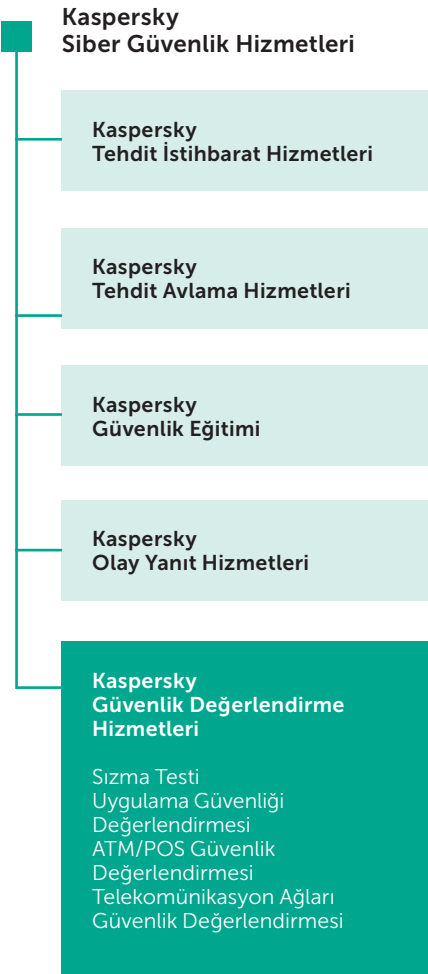 Kaspersky
Siber Güvenlik Hizmetleri
Kaspersky
Tehdit İstihbarat Hizmetleri
Kaspersky
Tehdit Avlama Hizmetleri
Kaspersky
Güvenlik Eğitimi
Kaspersky
Olay Yanıt Hizmetleri
Kaspersky
Güvenlik Değerlendirme
Hizmetleri
Sızma Testi
Uygulama Güvenliği
Değerlendirmesi
ATM/POS Güvenlik
Değerlendirmesi
Telekomünikasyon Ağları
Güvenlik Değerlendirmesi